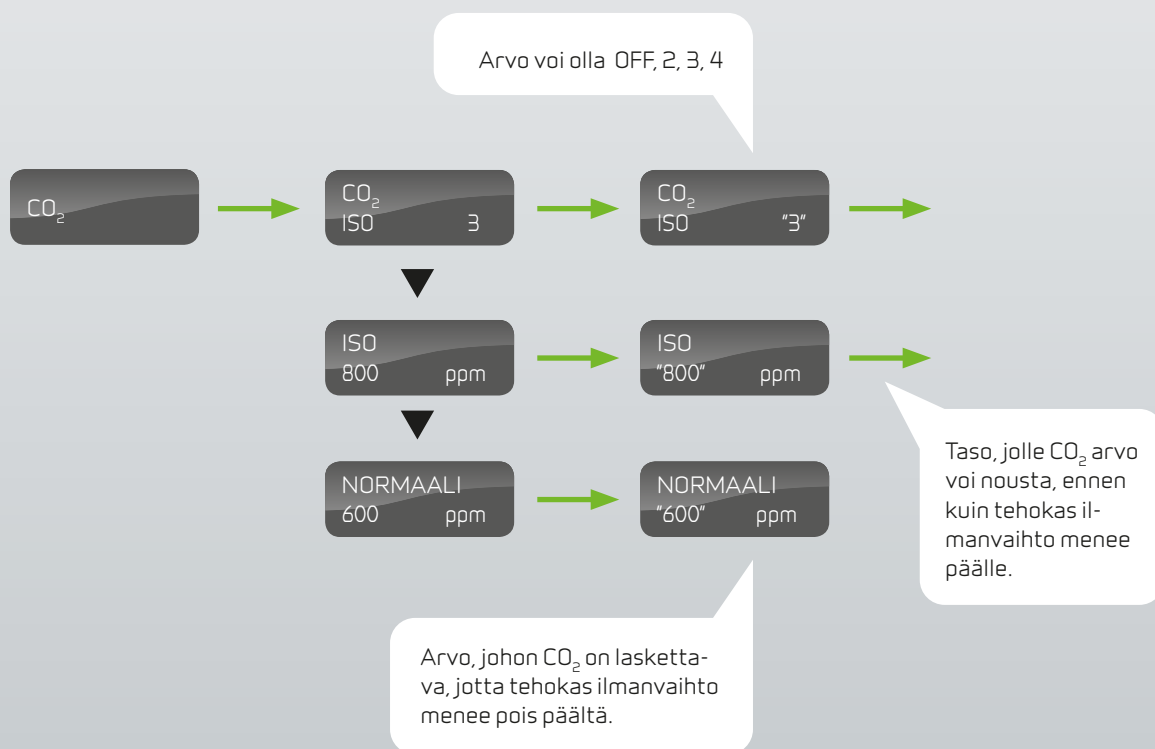 Arvo voi olla OFF, 2, 3, 4
CO₂
CO₂
ISO 3
CO₂
ISO "3"
ISO
800 ppm
ISO
"800" ppm
NORMAALI
600 ppm
NORMAALI
"600" ppm
Taso, jolle CO₂ arvo
voi nousta, ennen
kuin tehokas il-
manvaihto menee
päälle.
Arvo, johon CO₂ on lasketta-
va, jotta tehokas ilmanvaihto
menee pois päältä.